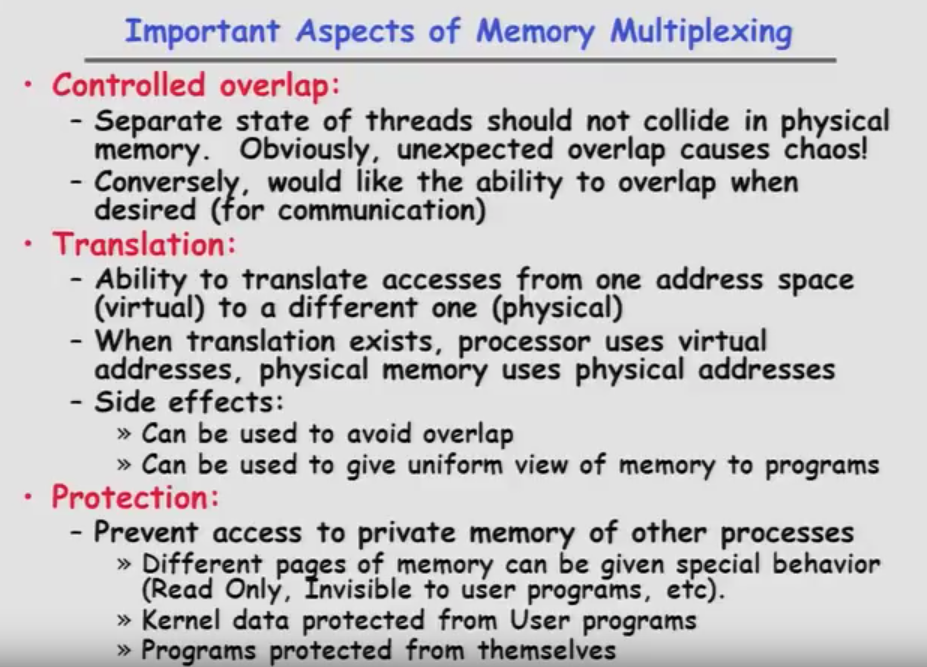 Important Aspects of Memory Multiplexing
• Controlled overlap:
– Separate state of threads should not collide in physical
memory. Obviously, unexpected overlap causes chaos!
– Conversely, would like the ability to overlap when
desired (for communication)
• Translation:
– Ability to translate accesses from one address space
(virtual) to a different one (physical)
– When translation exists, processor uses virtual
addresses, physical memory uses physical addresses
– Side effects:
» Can be used to avoid overlap
» Can be used to give uniform view of memory to programs
• Protection:
– Prevent access to private memory of other processes
» Different pages of memory can be given special behavior
(Read Only, Invisible to user programs, etc).
» Kernel data protected from User programs
» Programs protected from themselves